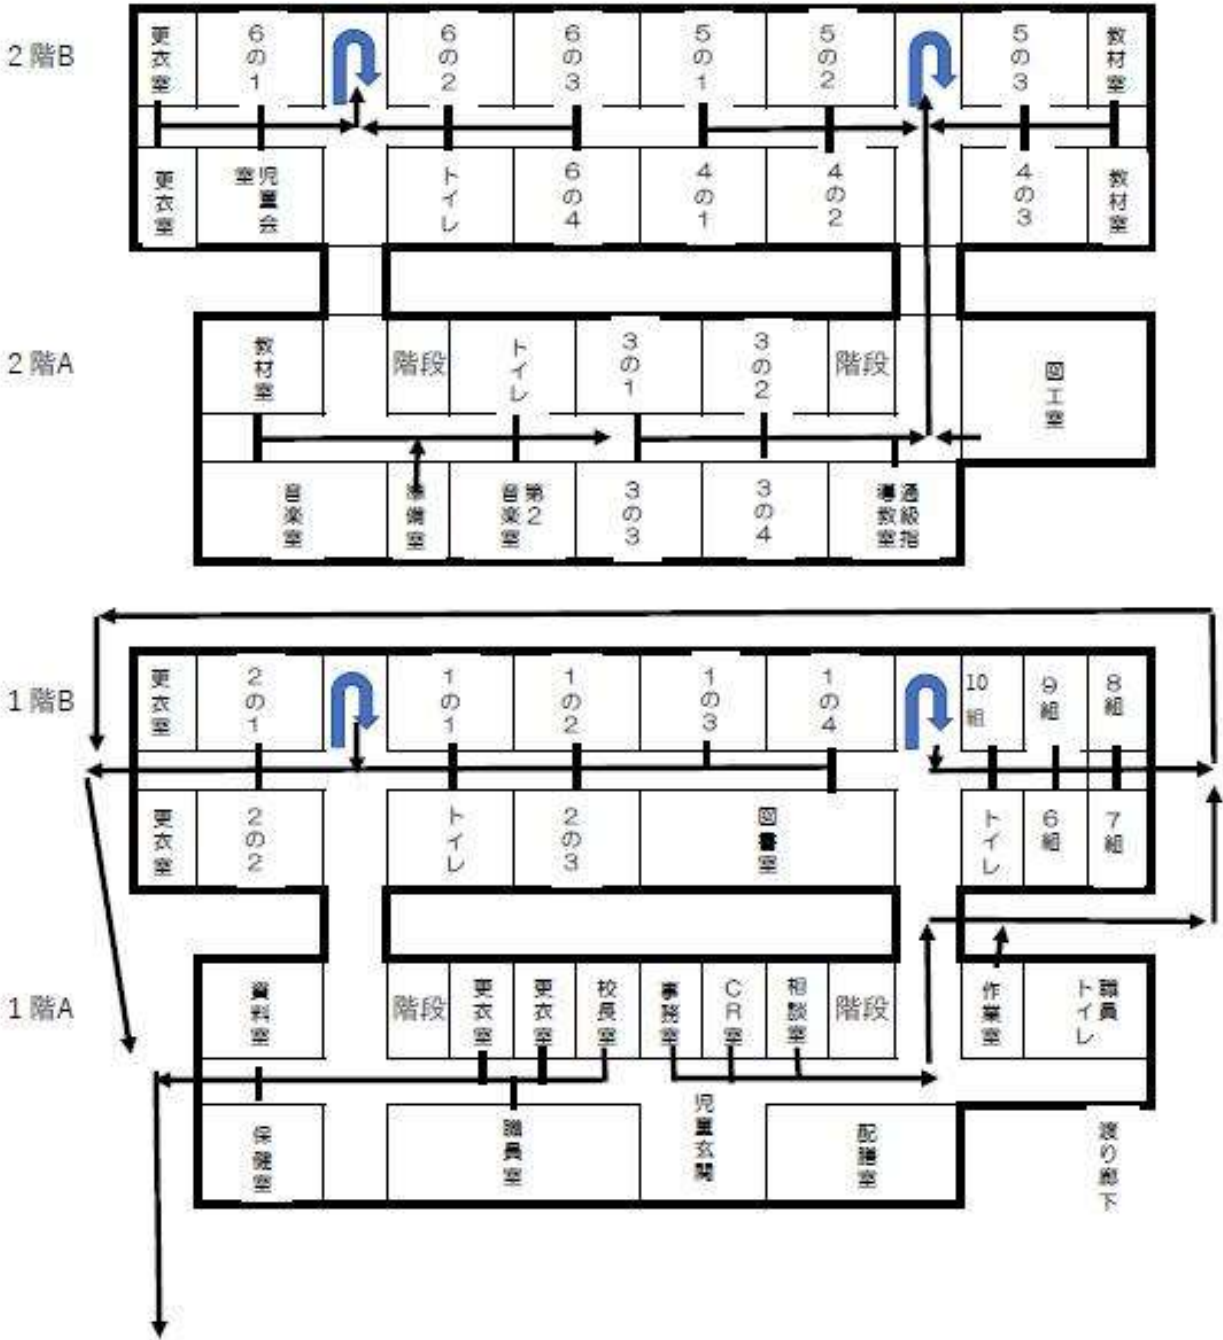 2階B
更衣室
6の1
6の2
6の3
5の1
5の2
5の3
教材室
更衣室
児童会室
トイレ
6の4
4の1
4の2
4の3
教材室
2階A
教材室
階段
トイレ
3の1
3の2
階段
図工室
音楽室
準備室
第2音楽室
3の3
3の4
通級指導教室
1階B
更衣室
2の1
1の1
1の2
1の3
1の4
10組
9組
8組
更衣室
2の2
トイレ
2の3
図書室
トイレ
6組
7組
1階A
資料室
階段
更衣室
更衣室
校長室
事務室
CR室
相談室
階段
作業室
職員トイレ
保健室
職員室
児童玄関
配膳室
渡り廊下